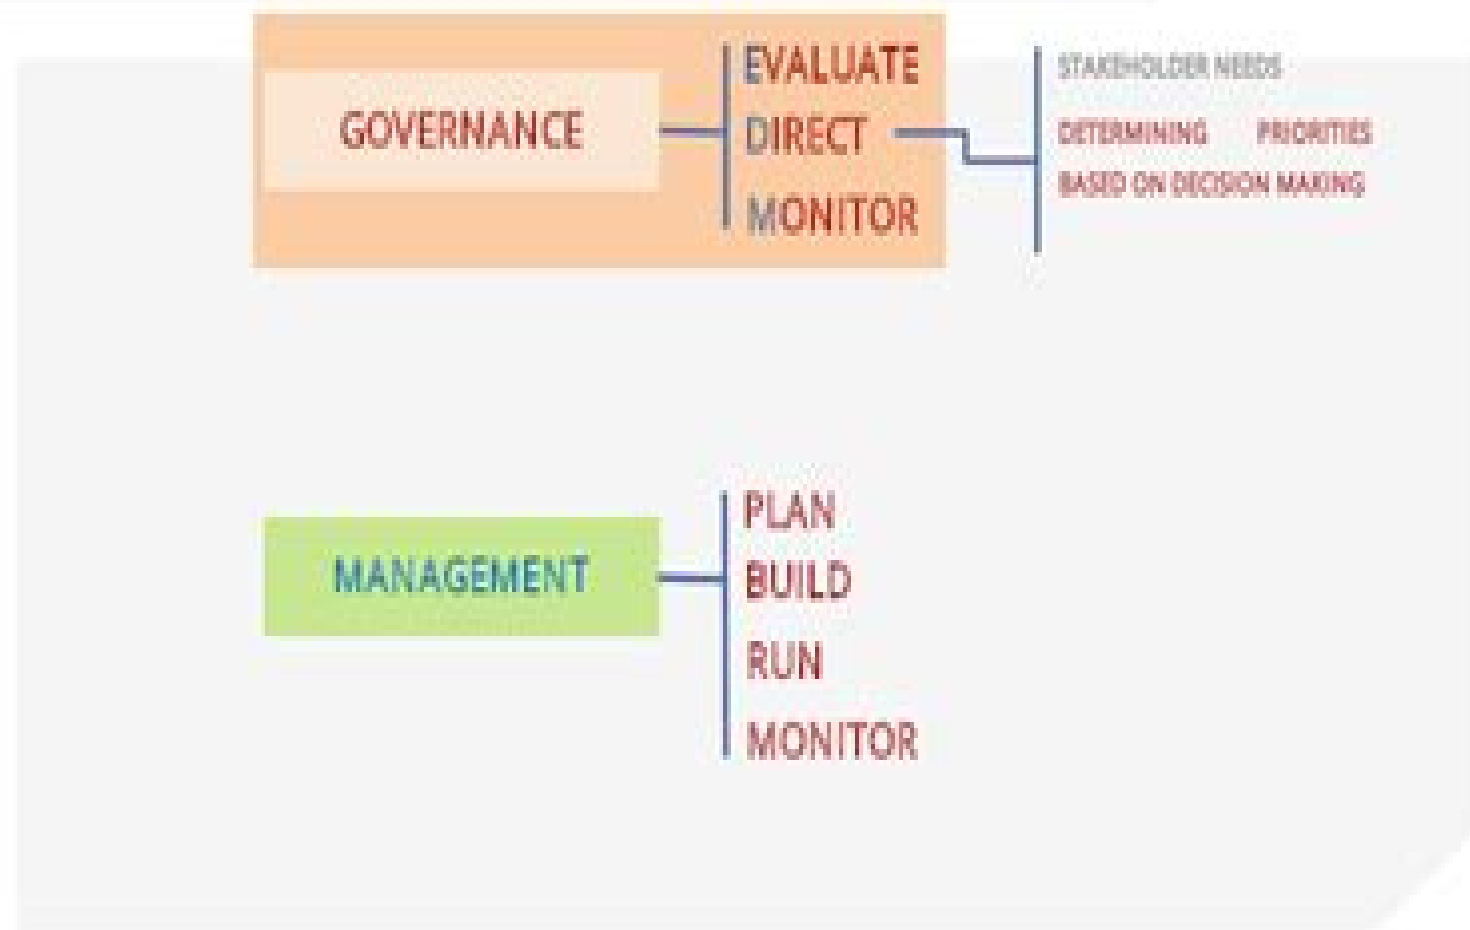 GOVERNANCE
EVALUATE
DIRECT
MONITOR
STAKEHOLDER NEEDS
DETERMINING PRIORITIES
BASED ON DECISION MAKING
MANAGEMENT
PLAN
BUILD
RUN
MONITOR